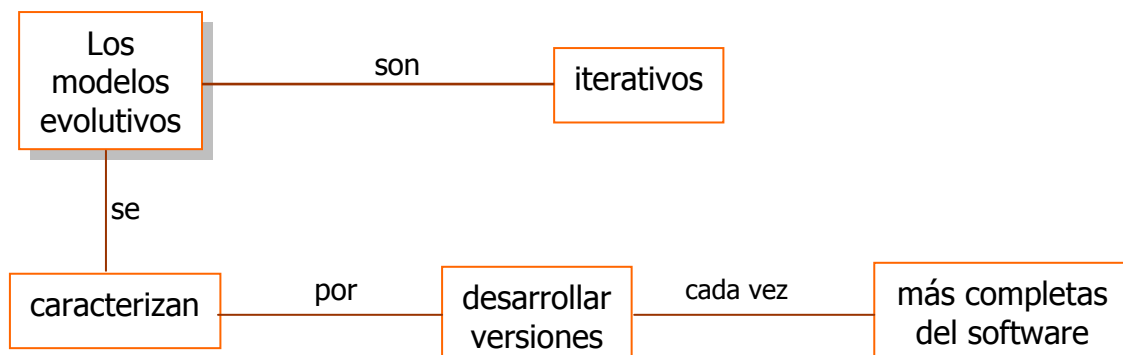 Los
modelos
evolutivos
son
iterativos
se
caracterizan
por
desarrollar
versiones
cada vez
más completas
del software